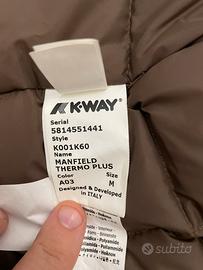 K-WAY®
Serial
5814551441
Style
K001K60
Name
MANFIELD
THERMO PLUS
Color
Size
A03
M
Designed & Developed
in ITALY
subito